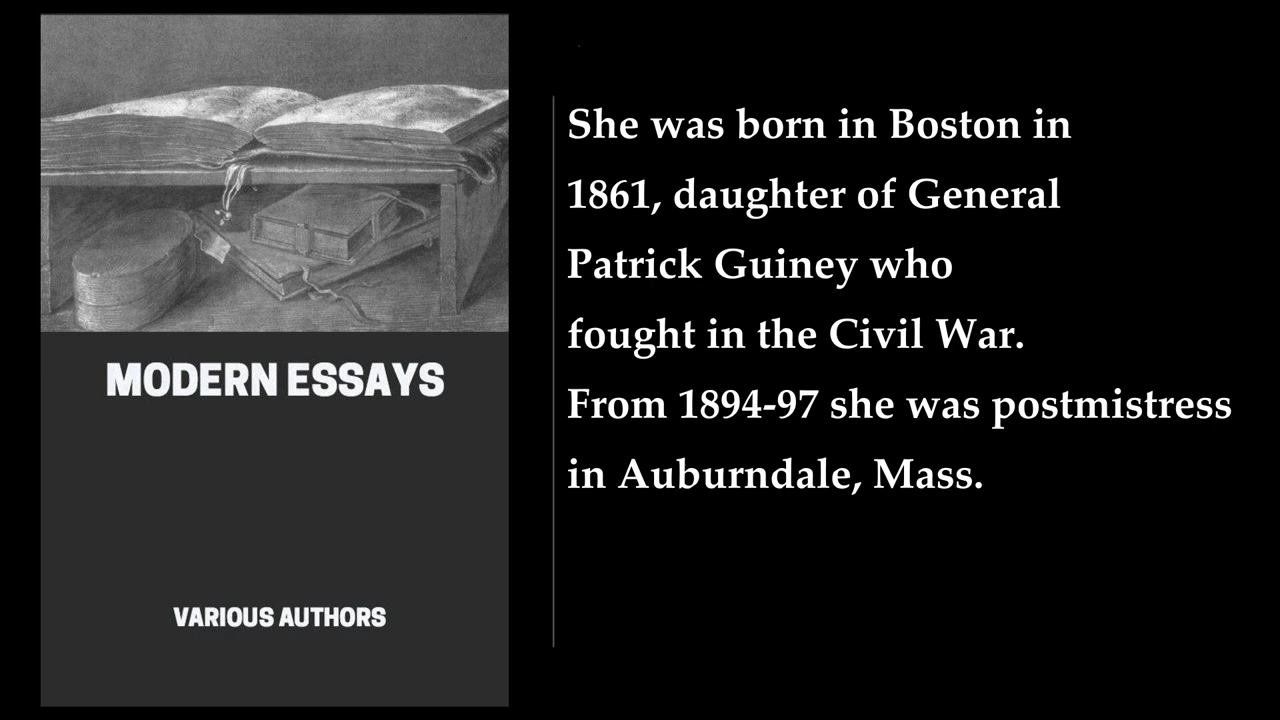 MODERN ESSAYS
VARIOUS AUTHORS
She was born in Boston in
1861, daughter of General
Patrick Guiney who
fought in the Civil War.
From 1894-97 she was postmistress
in Auburndale, Mass.